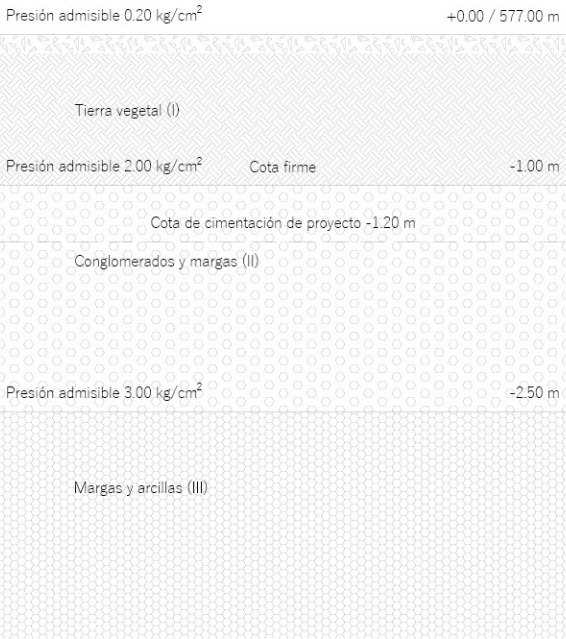 Presión admisible 0.20 kg/cm² +0.00 / 577.00 m
Tierra vegetal (I)
Presión admisible 2.00 kg/cm² Cota firme -1.00 m
Cota de cimentación de proyecto -1.20 m
Conglomerados y margas (II)
Presión admisible 3.00 kg/cm² -2.50 m
Margas y arcillas (III)